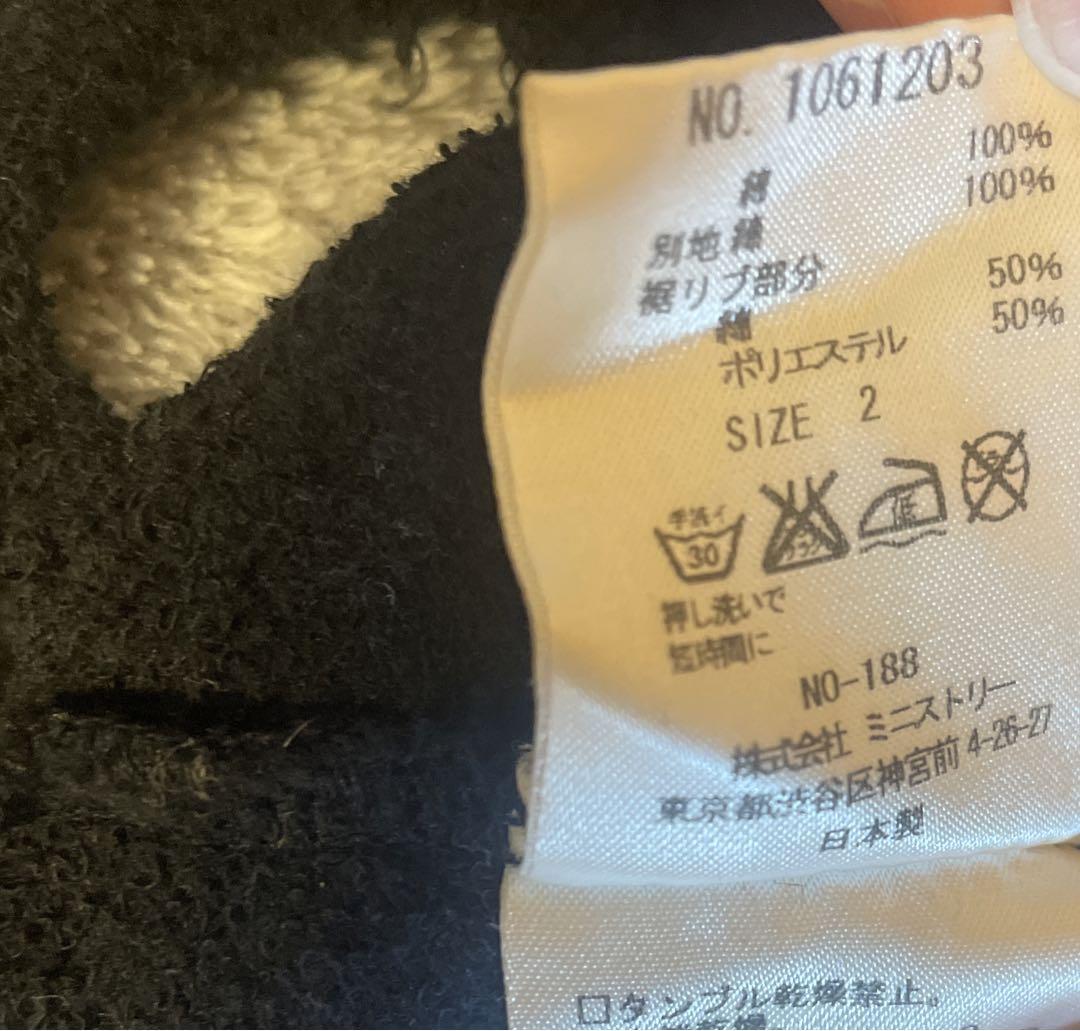 NO. 1061203
綿 100%
別地 綿 100%
裾リブ部分
綿 50%
ポリエステル 50%
SIZE 2
手洗イ
30
低
押し洗いで
短時間に
NO-188
株式会社 ミニストリー
東京都渋谷区神宮前 4-26-27
日本製
□タンブル乾燥禁止。